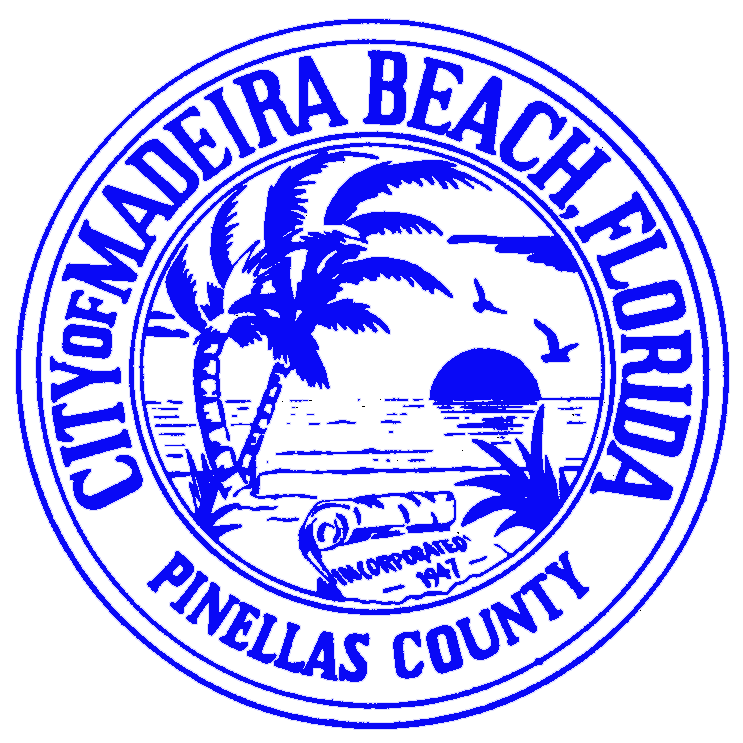 CITY OF MADEIRA BEACH, FLORIDA
INCORPORATED
— 1947 —
PINELLAS COUNTY